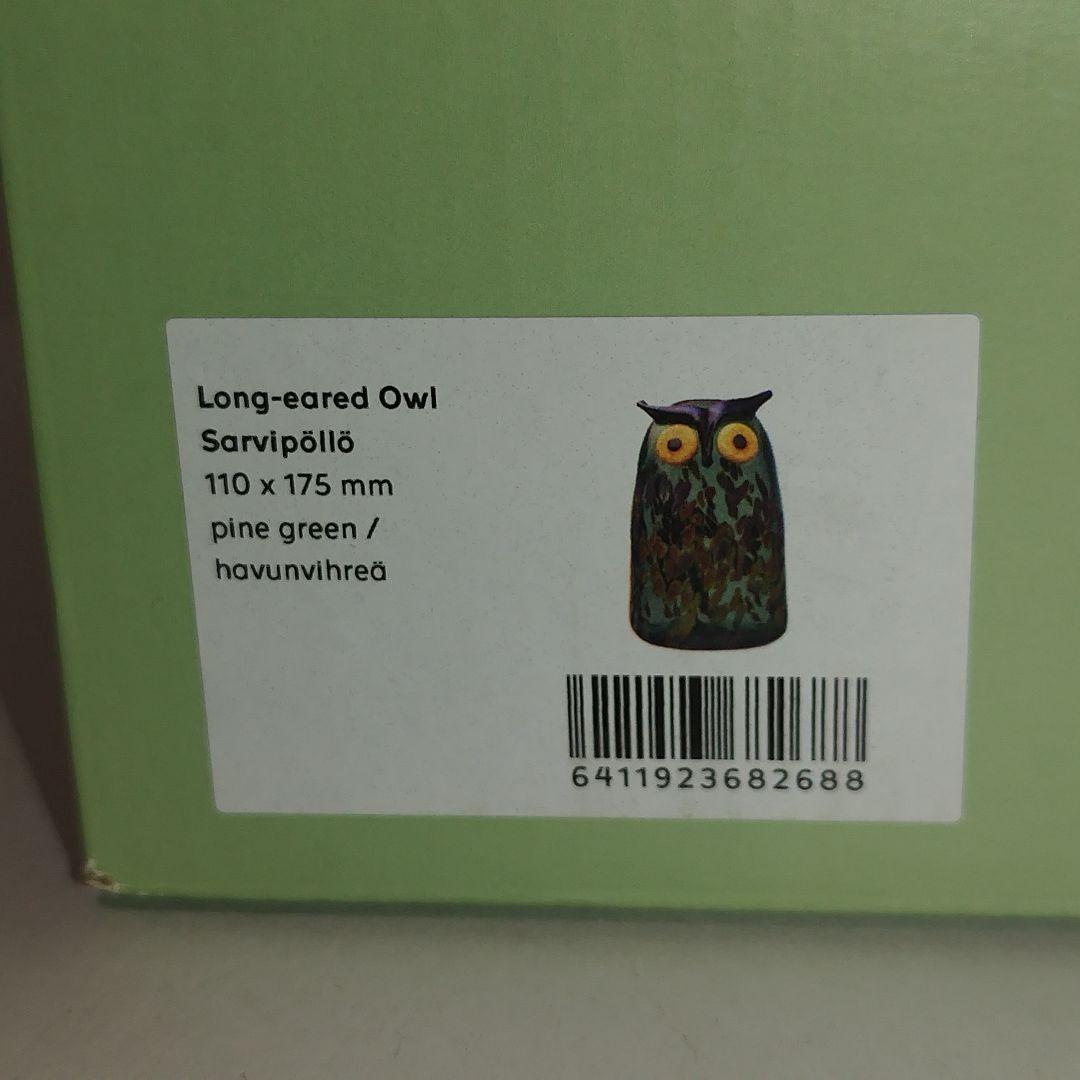 Long-eared Owl
Sarvipöllö
110 x 175 mm
pine green /
havunvihreä
6411923682688